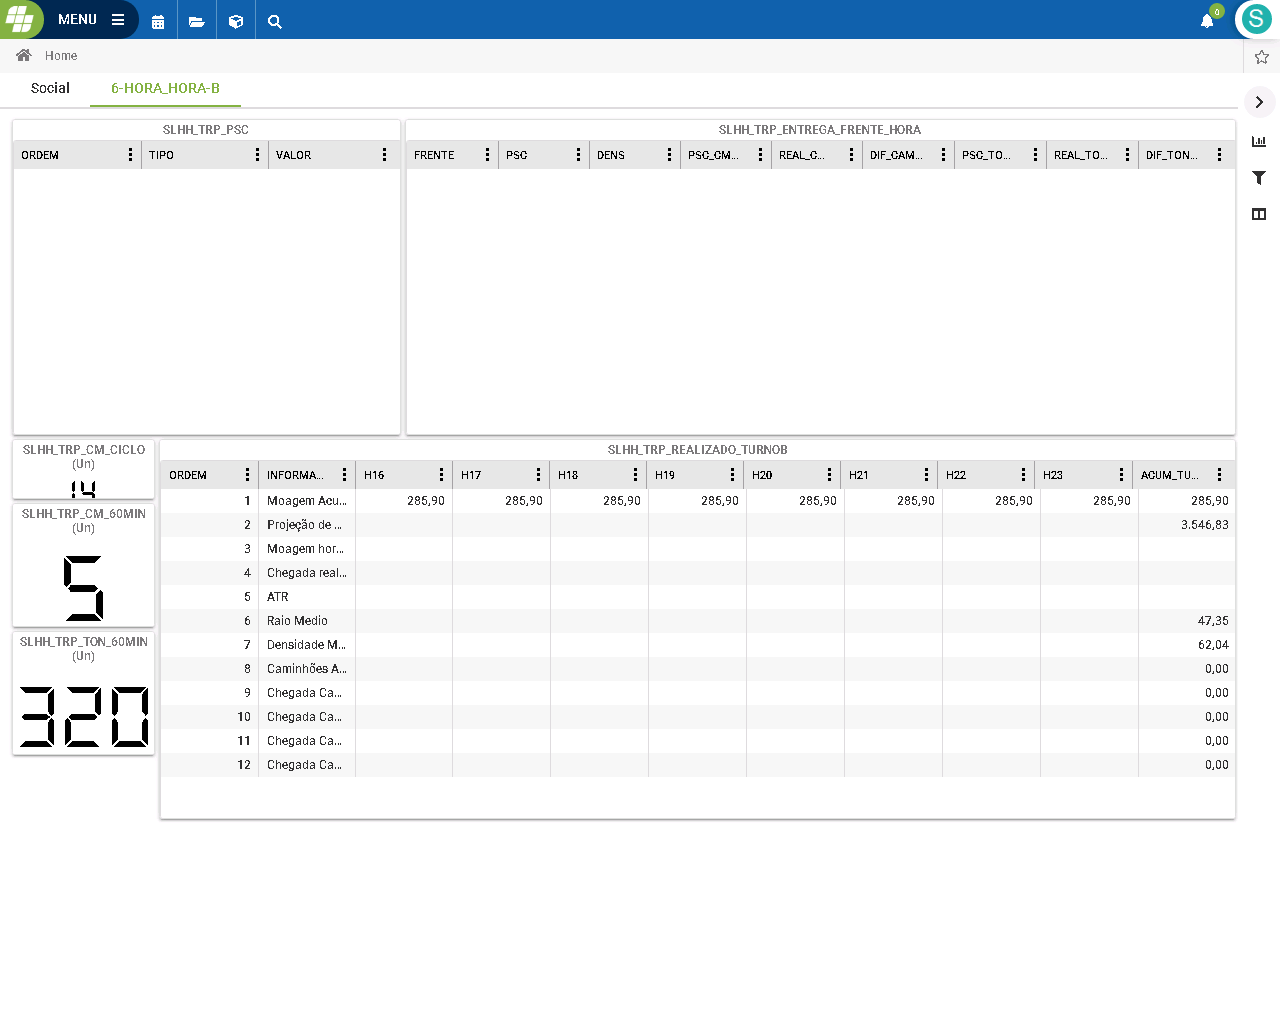 MENU
0
S
Home
Social 6-HORA_HORA-B
SLHH_TRP_PSC
ORDEM TIPO VALOR
SLHH_TRP_ENTREGA_FRENTE_HORA
FRENTE PSC DENS PSC_CM... REAL_C... DIF_CAM... PSC_TO... REAL_TO... DIF_TON...
SLHH_TRP_CM_CICLO
(Un)
14
SLHH_TRP_CM_60MIN
(Un)
5
SLHH_TRP_TON_60MIN
(Un)
320
SLHH_TRP_REALIZADO_TURNOB
ORDEM INFORMA... H16 H17 H18 H19 H20 H21 H22 H23 ACUM_TU...
1 Moagem Acu... 285,90 285,90 285,90 285,90 285,90 285,90 285,90 285,90 285,90
2 Projeção de ... 3.546,83
3 Moagem hor...
4 Chegada real...
5 ATR
6 Raio Medio 47,35
7 Densidade M... 62,04
8 Caminhões A... 0,00
9 Chegada Ca... 0,00
10 Chegada Ca... 0,00
11 Chegada Ca... 0,00
12 Chegada Ca... 0,00